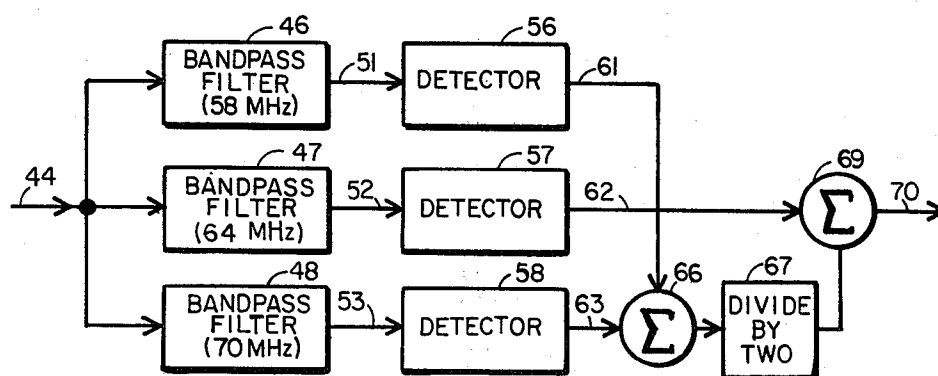 46
BANDPASS
FILTER
(58 MHz)
51
56
DETECTOR
61
44
47
BANDPASS
FILTER
(64 MHz)
52
57
DETECTOR
62
69
Σ
70
48
BANDPASS
FILTER
(70 MHz)
53
58
DETECTOR
63
66
Σ
67
DIVIDE
BY
TWO